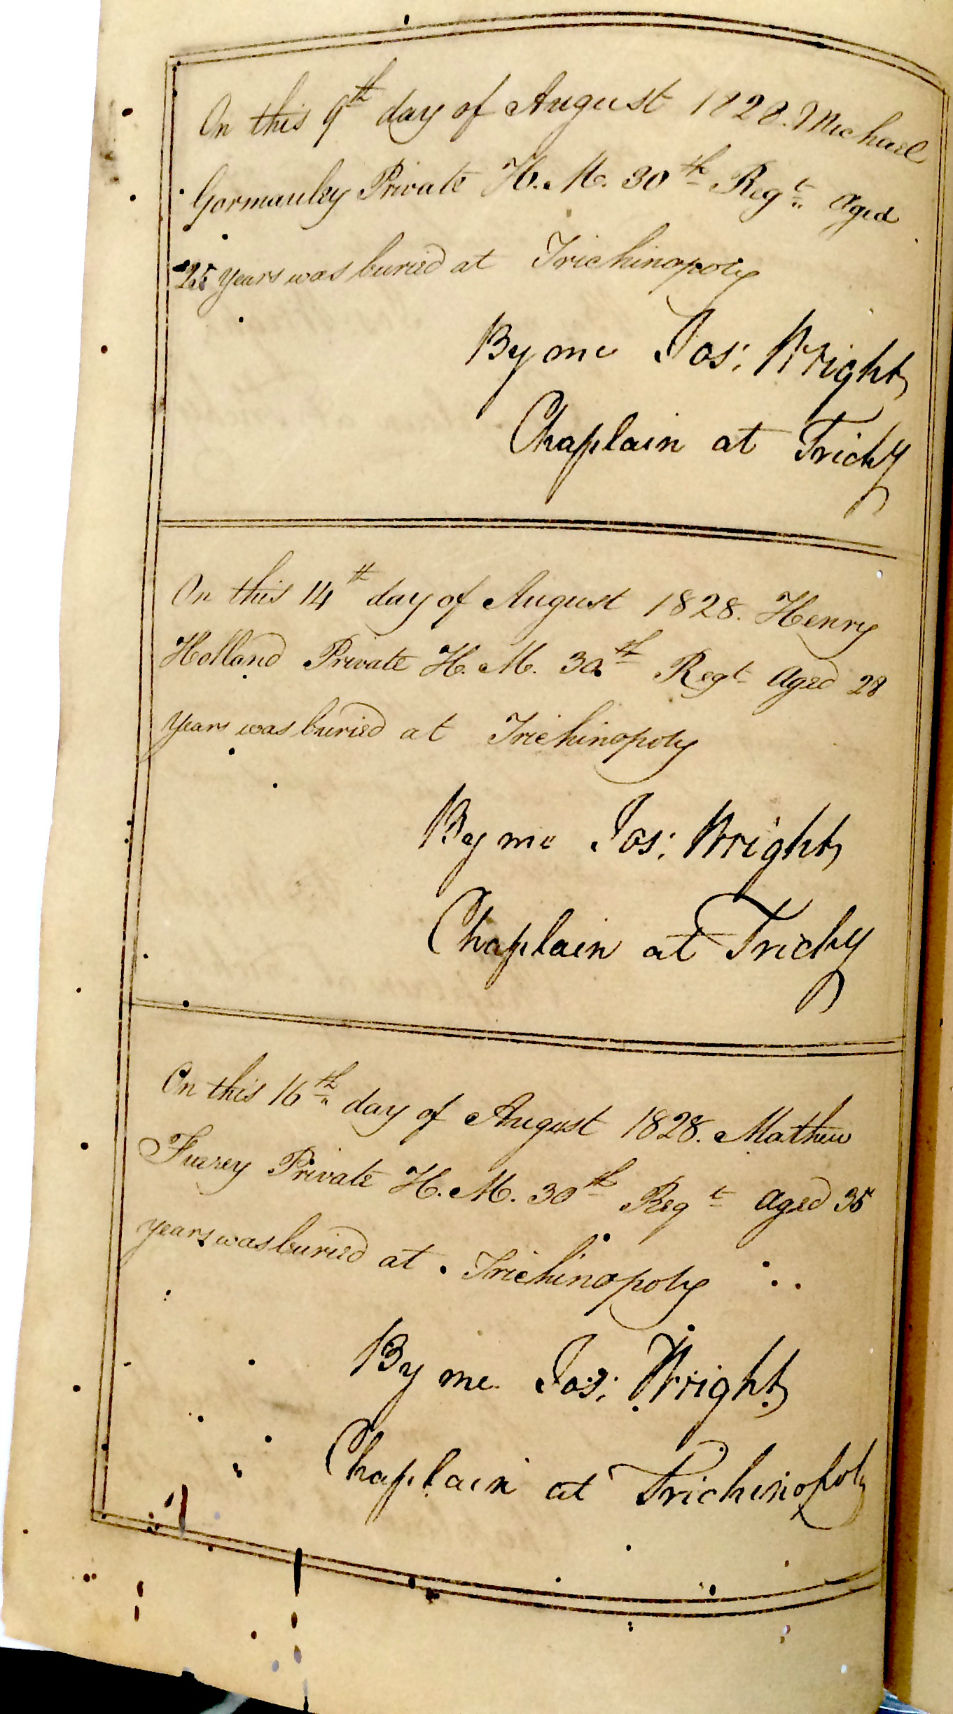 On this 9th day of August 1828. Michael
Gormauley Private H. M. 30th Regt. Aged
25 years was buried at Trichinopoly
By me Jos: Wright
Chaplain at Trichy
On this 14th day of August 1828. Henry
Holland Private H. M. 30th Regt Aged 28
years was buried at Trichinopoly
By me Jos: Wright
Chaplain at Trichy
On this 16th day of August 1828. Mathew
Furey Private H. M. 30th Regt Aged 35
years was buried at Trichinopoly
By me Jos: Wright
Chaplain at Trichinopoly